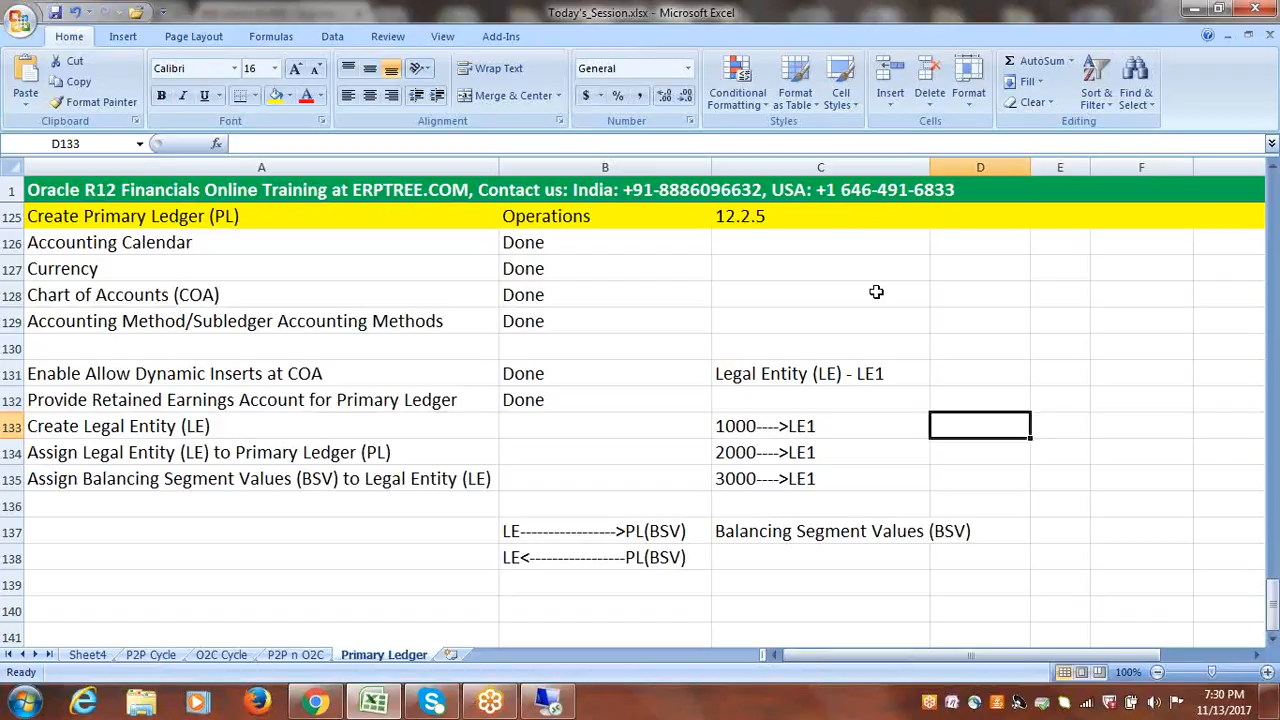 Today's_Session.xlsx - Microsoft Excel
Home Insert Page Layout Formulas Data Review View Add-Ins
Paste Cut Copy Format Painter Clipboard
Calibri 16 A A B I U A Font
Wrap Text Merge & Center Alignment
General $ % , Number
Conditional Formatting Format as Table Cell Styles Styles
Insert Delete Format Cells
Σ AutoSum Fill Clear Sort & Filter Find & Select Editing
D133 fx
A B C D E F
1 Oracle R12 Financials Online Training at ERPTREE.COM, Contact us: India: +91-8886096632, USA: +1 646-491-6833
125 Create Primary Ledger (PL) Operations 12.2.5
126 Accounting Calendar Done
127 Currency Done
128 Chart of Accounts (COA) Done
129 Accounting Method/Subledger Accounting Methods Done
130
131 Enable Allow Dynamic Inserts at COA Done Legal Entity (LE) - LE1
132 Provide Retained Earnings Account for Primary Ledger Done
133 Create Legal Entity (LE) 1000---->LE1
134 Assign Legal Entity (LE) to Primary Ledger (PL) 2000---->LE1
135 Assign Balancing Segment Values (BSV) to Legal Entity (LE) 3000---->LE1
136
137 LE---------------->PL(BSV) Balancing Segment Values (BSV)
138 LE<----------------PL(BSV)
139
140
141
Sheet4 P2P Cycle O2C Cycle P2P n O2C Primary Ledger
Ready 100%
7:30 PM
11/13/2017